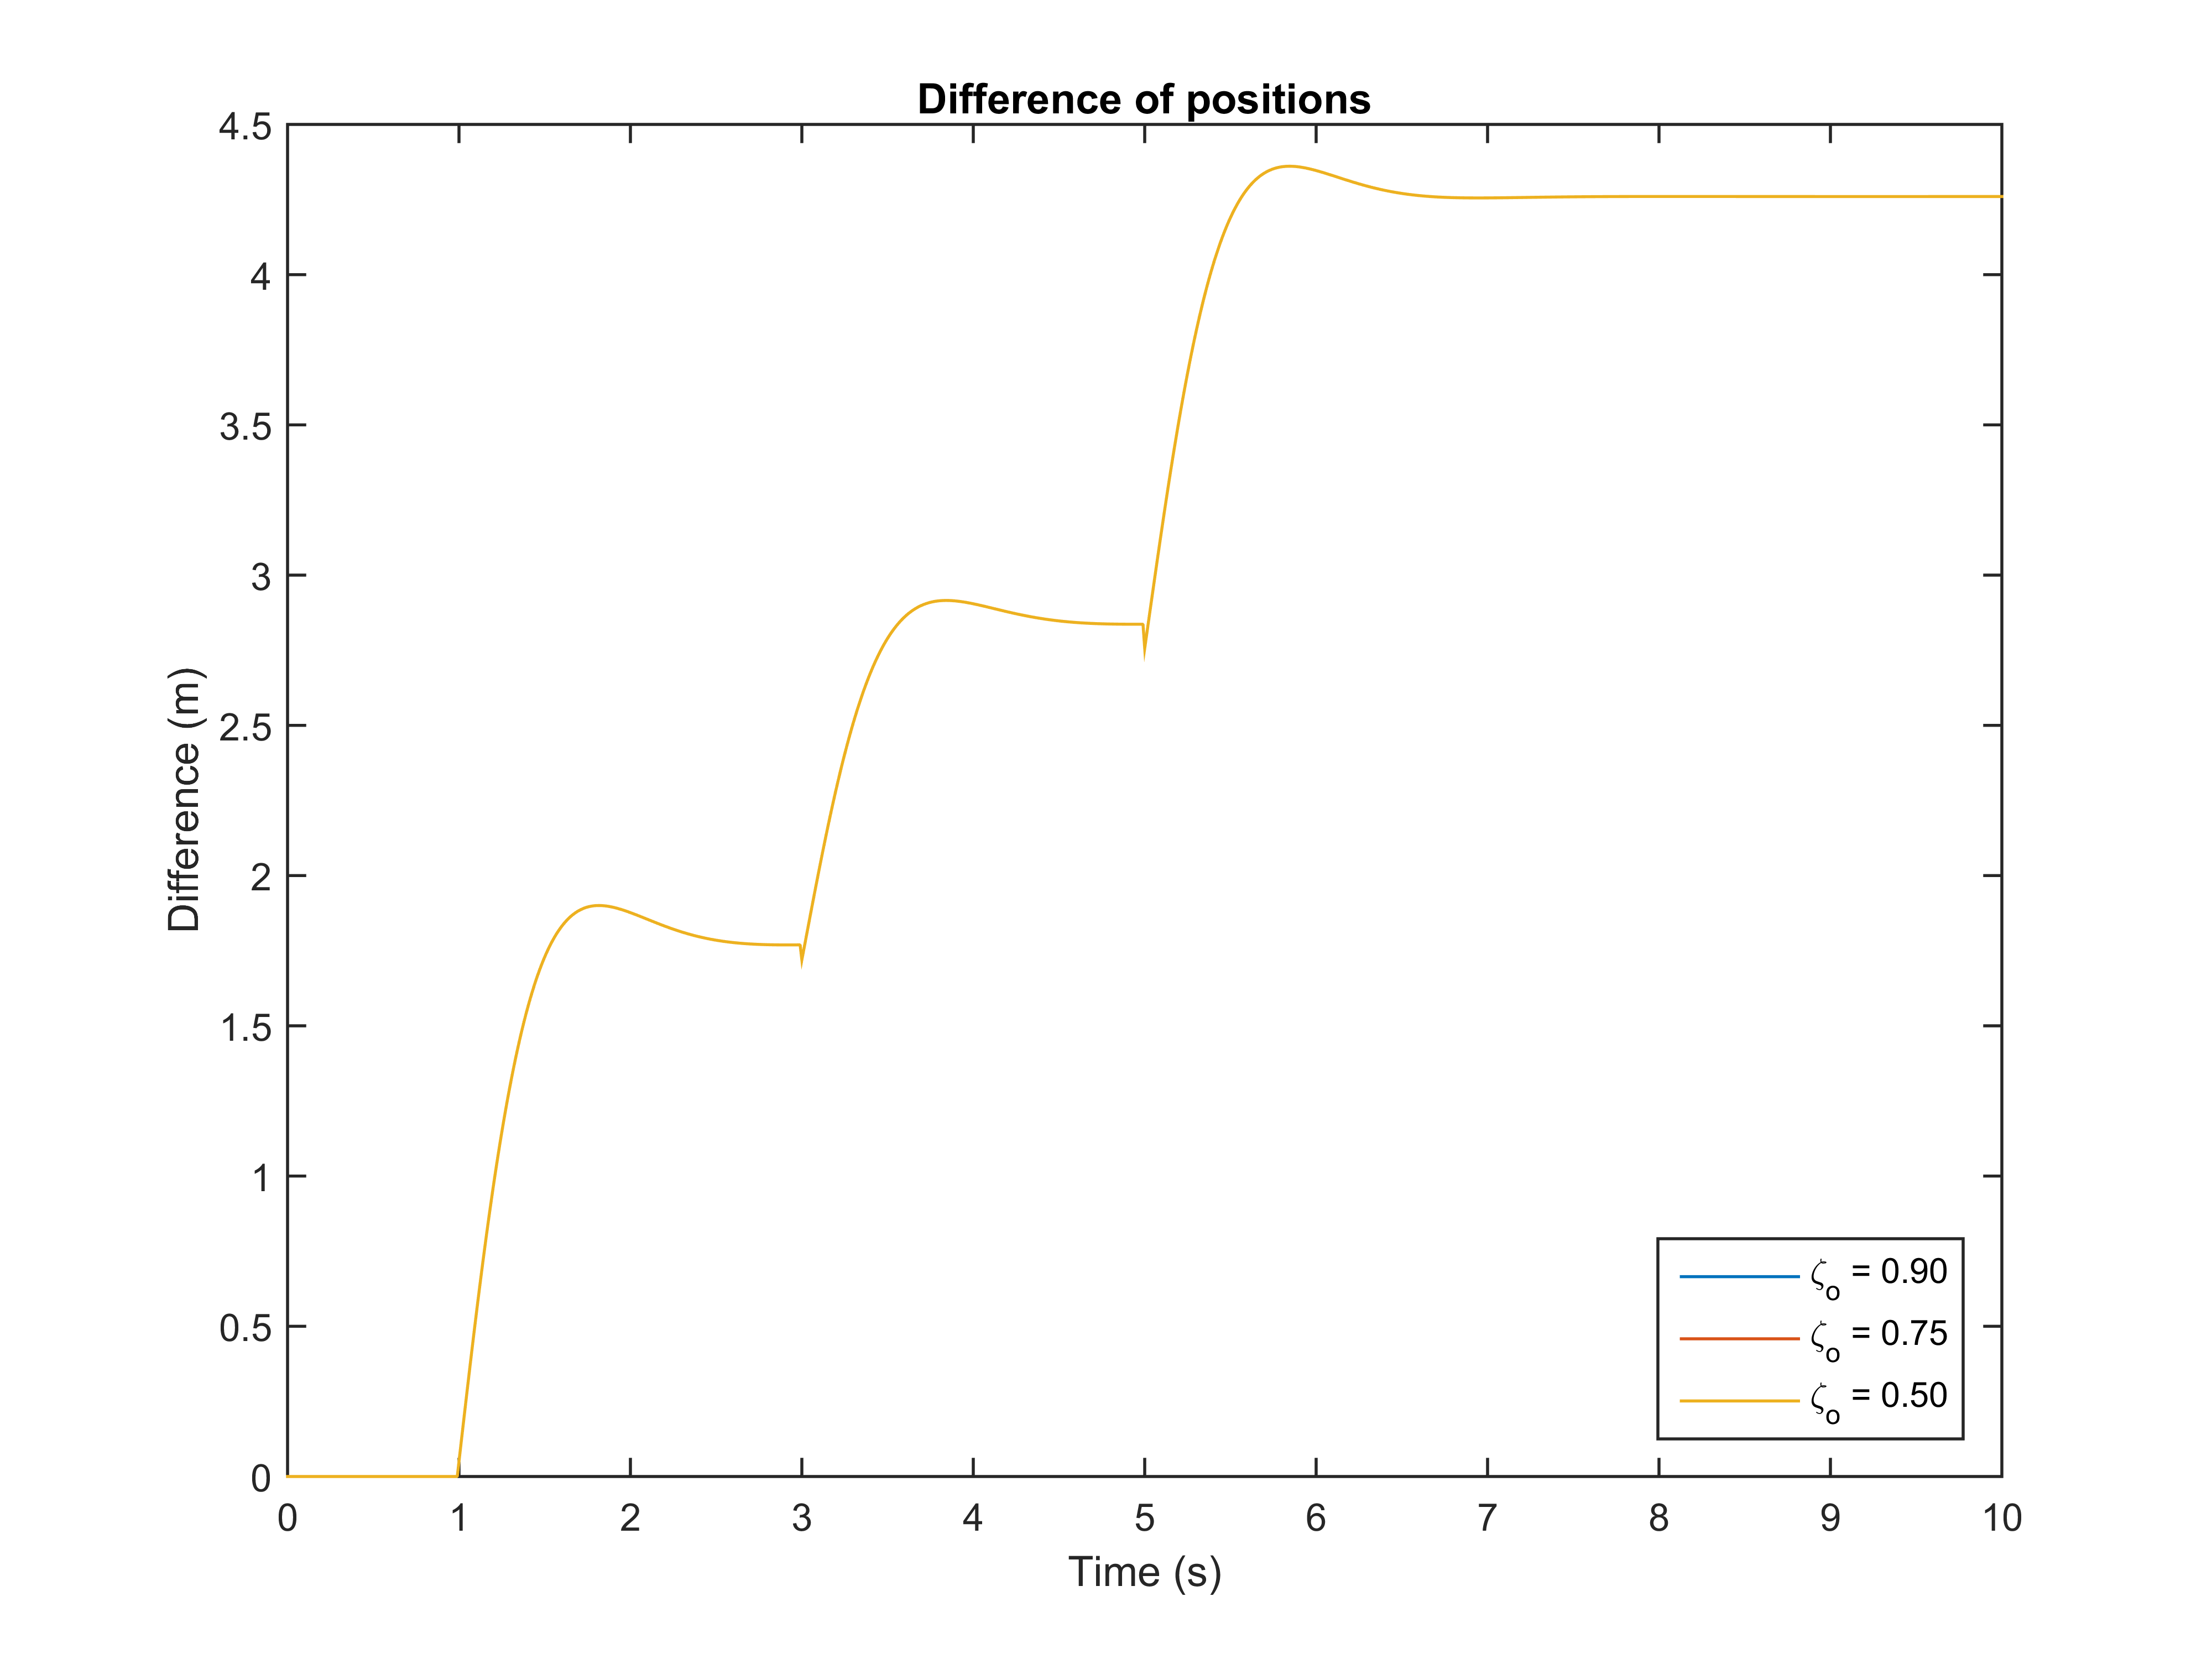 Difference of positions
4.5
4
3.5
3
2.5
2
1.5
1
0.5
0
Difference (m)
0 1 2 3 4 5 6 7 8 9 10
Time (s)
ζo = 0.90
ζo = 0.75
ζo = 0.50